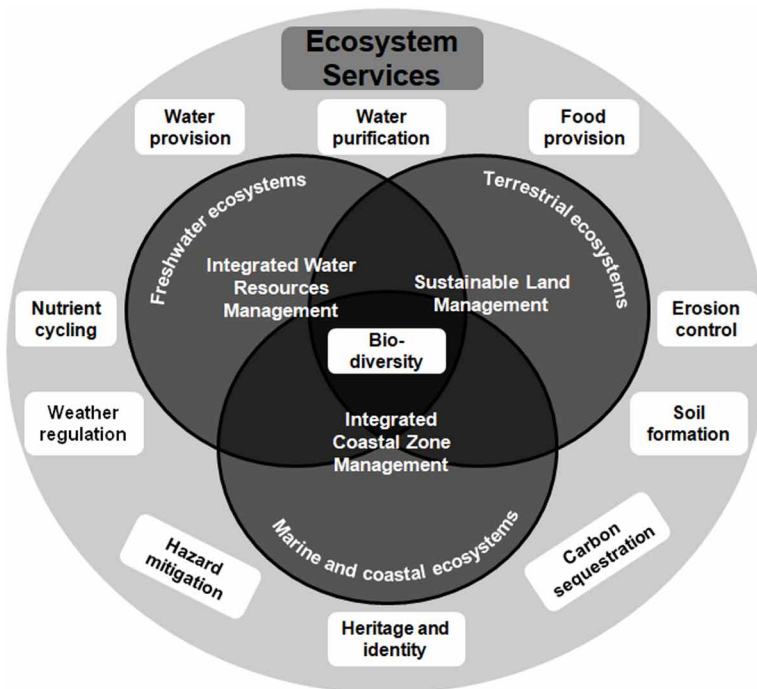 Ecosystem
Services
Water
provision
Water
purification
Food
provision
Freshwater ecosystems
Terrestrial ecosystems
Integrated Water
Resources
Management
Sustainable Land
Management
Nutrient
cycling
Bio-
diversity
Erosion
control
Weather
regulation
Integrated
Coastal Zone
Management
Soil
formation
Marine and coastal ecosystems
Hazard
mitigation
Carbon
sequestration
Heritage and
identity